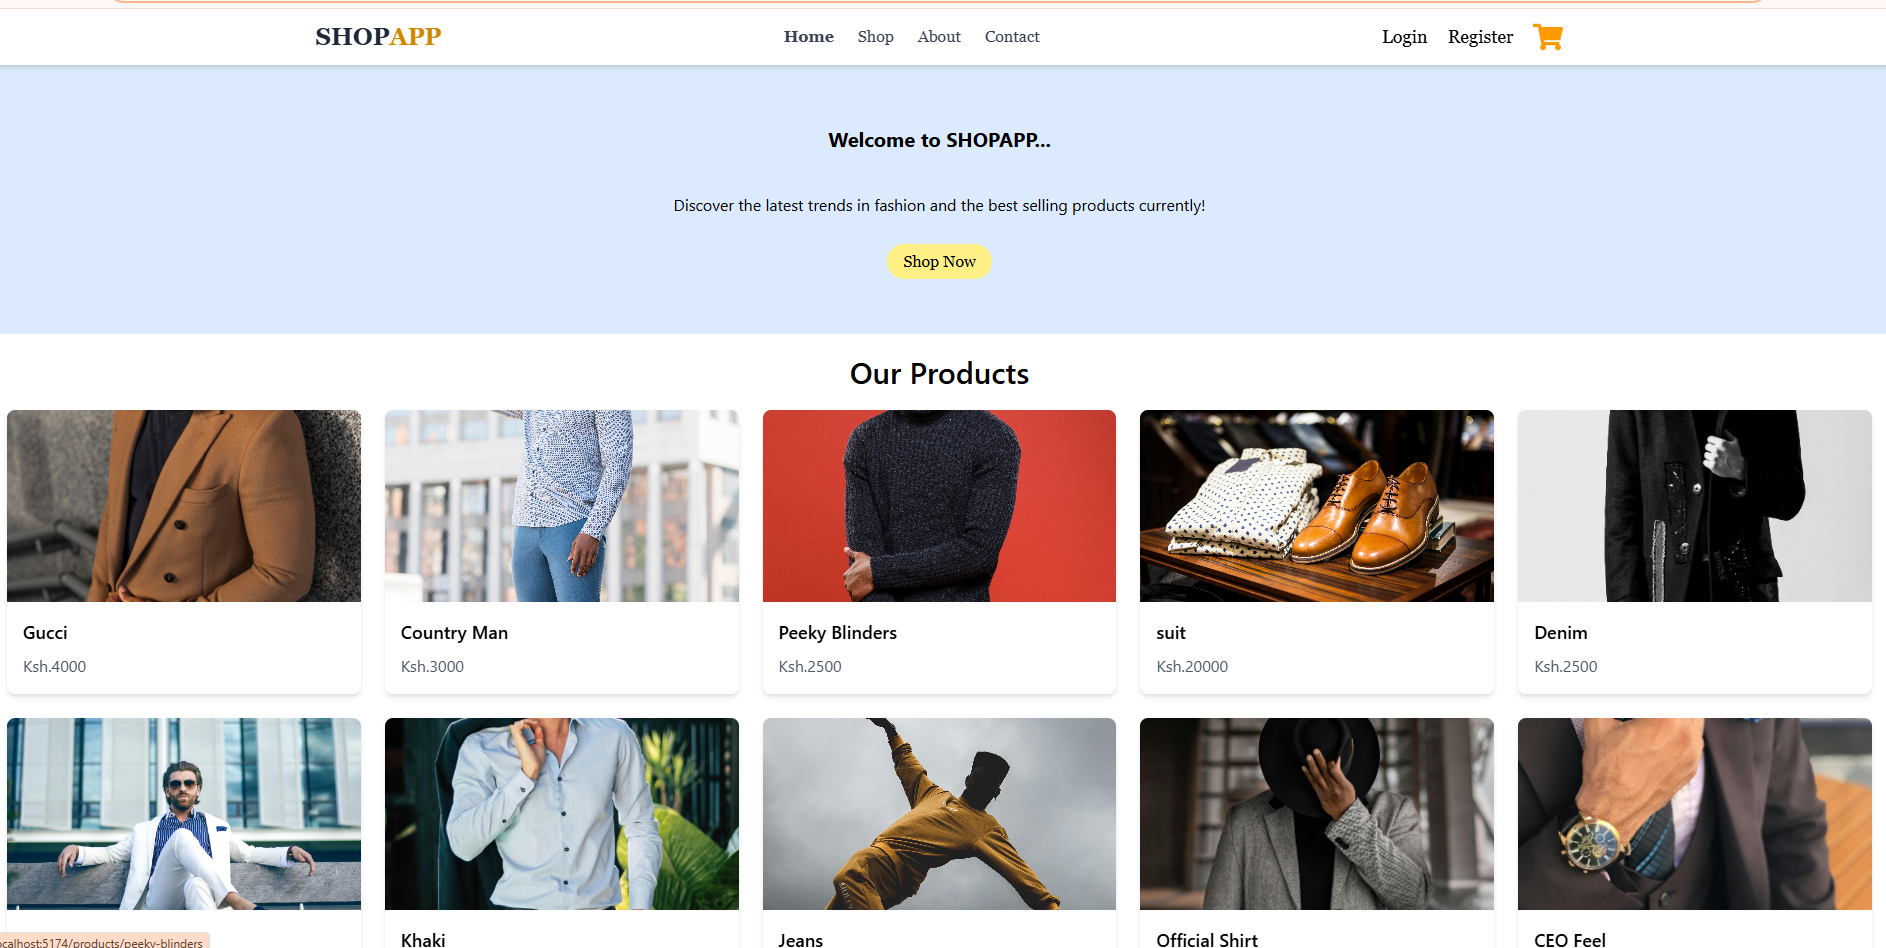 SHOPAPP
Home Shop About Contact
Login Register
Welcome to SHOPAPP...
Discover the latest trends in fashion and the best selling products currently!
Shop Now
Our Products
Gucci
Ksh.4000
Country Man
Ksh.3000
Peeky Blinders
Ksh.2500
suit
Ksh.20000
Denim
Ksh.2500
Khaki
Jeans
Official Shirt
CEO Feel
ocalhost:5174/products/peeky-blinders